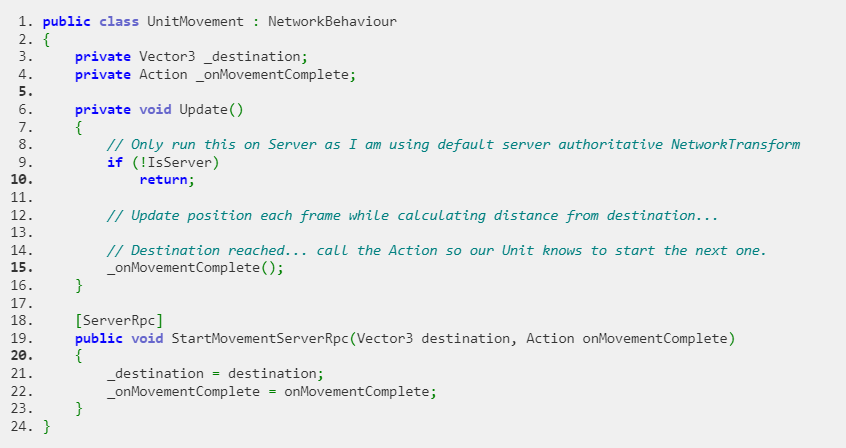 1. public class UnitMovement : NetworkBehaviour
2. {
3.     private Vector3 _destination;
4.     private Action _onMovementComplete;
5.
6.     private void Update()
7.     {
8.         // Only run this on Server as I am using default server authoritative NetworkTransform
9.         if (!IsServer)
10.             return;
11.
12.         // Update position each frame while calculating distance from destination...
13.
14.         // Destination reached... call the Action so our Unit knows to start the next one.
15.         _onMovementComplete();
16.     }
17.
18.     [ServerRpc]
19.     public void StartMovementServerRpc(Vector3 destination, Action onMovementComplete)
20.     {
21.         _destination = destination;
22.         _onMovementComplete = onMovementComplete;
23.     }
24. }